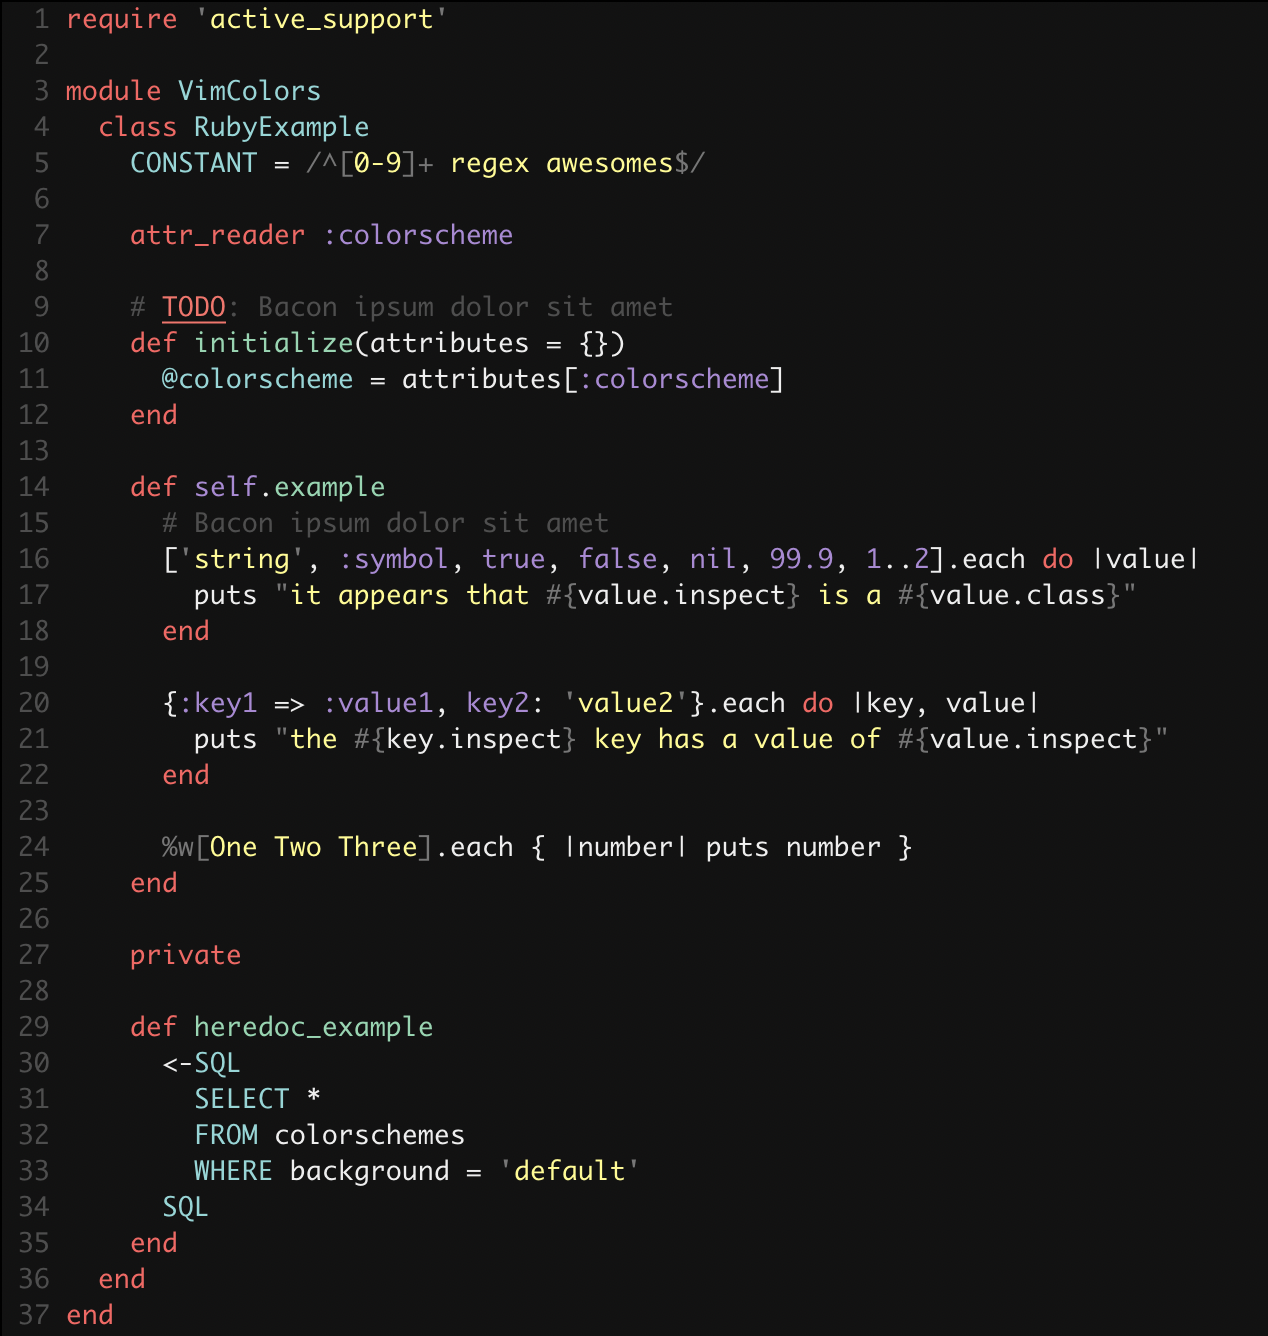 1 require 'active_support'
2
3 module VimColors
4   class RubyExample
5     CONSTANT = /^[0-9]+ regex awesomes$/
6
7     attr_reader :colorscheme
8
9     # TODO: Bacon ipsum dolor sit amet
10     def initialize(attributes = {})
11       @colorscheme = attributes[:colorscheme]
12     end
13
14     def self.example
15       # Bacon ipsum dolor sit amet
16       ['string', :symbol, true, false, nil, 99.9, 1..2].each do |value|
17         puts "it appears that #{value.inspect} is a #{value.class}"
18       end
19
20       {:key1 => :value1, key2: 'value2'}.each do |key, value|
21         puts "the #{key.inspect} key has a value of #{value.inspect}"
22       end
23
24       %w[One Two Three].each { |number| puts number }
25     end
26
27     private
28
29     def heredoc_example
30       <-SQL
31         SELECT *
32         FROM colorschemes
33         WHERE background = 'default'
34       SQL
35     end
36   end
37 end